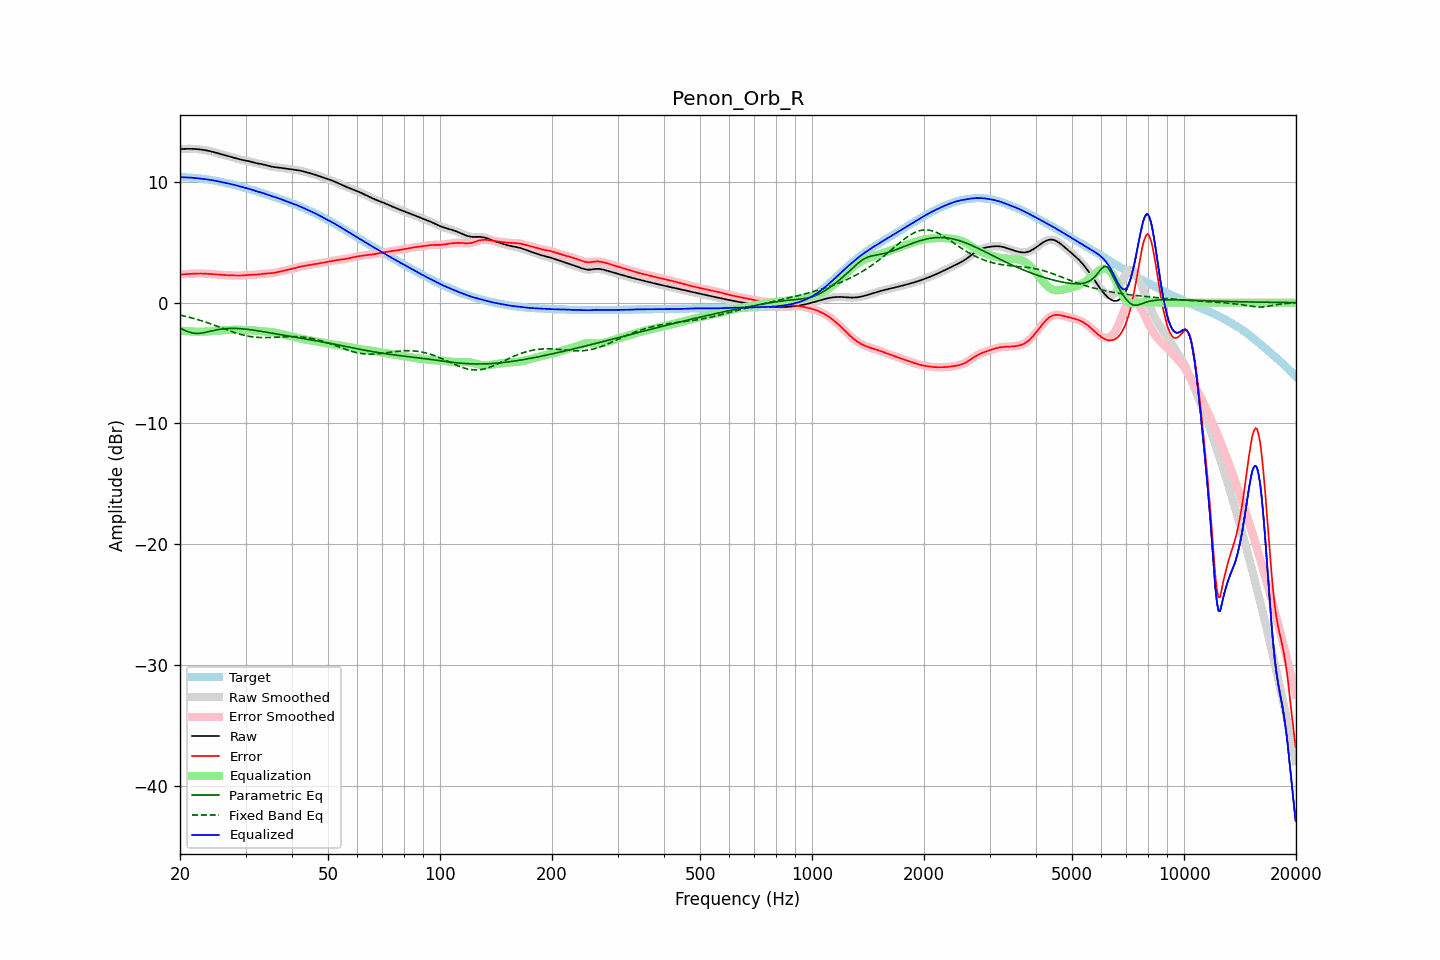 Penon_Orb_R
Amplitude (dBr)
10
0
−10
−20
−30
−40
Target
Raw Smoothed
Error Smoothed
Raw
Error
Equalization
Parametric Eq
Fixed Band Eq
Equalized
20 50 100 200 500 1000 2000 5000 10000 20000
Frequency (Hz)